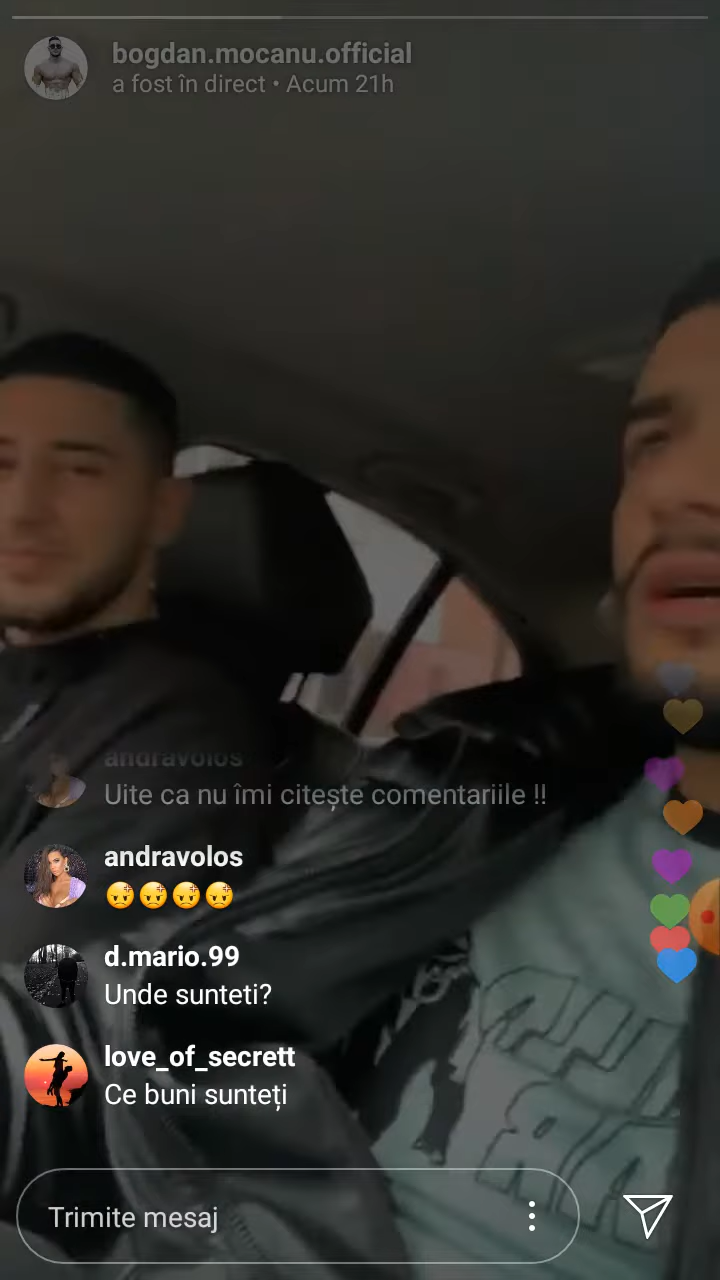 bogdan.mocanu.official
a fost în direct • Acum 21h
andravolos
Uite ca nu îmi citește comentariile !!
andravolos
😡😡😡😡
d.mario.99
Unde sunteti?
love_of_secrett
Ce buni sunteți
Trimite mesaj